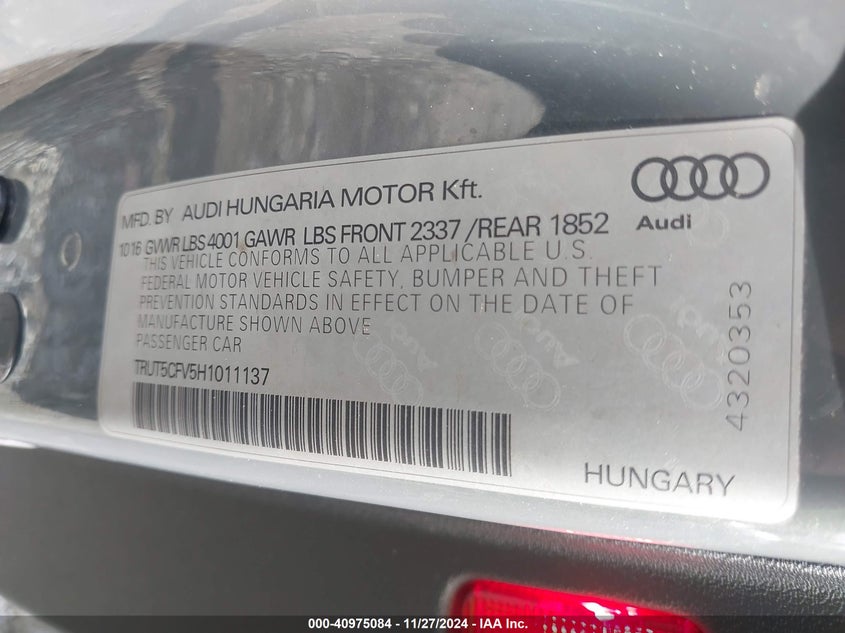 MFD. BY AUDI HUNGARIA MOTOR Kft.
1016 GVWR LBS 4001 GAWR LBS FRONT 2337 /REAR 1852
THIS VEHICLE CONFORMS TO ALL APPLICABLE U.S.
FEDERAL MOTOR VEHICLE SAFETY, BUMPER AND THEFT
PREVENTION STANDARDS IN EFFECT ON THE DATE OF
MANUFACTURE SHOWN ABOVE
PASSENGER CAR
TRUT5CFV5H1011137
Audi
4320353
HUNGARY
000-40975084 | 11/27/2024 - IAA Inc.